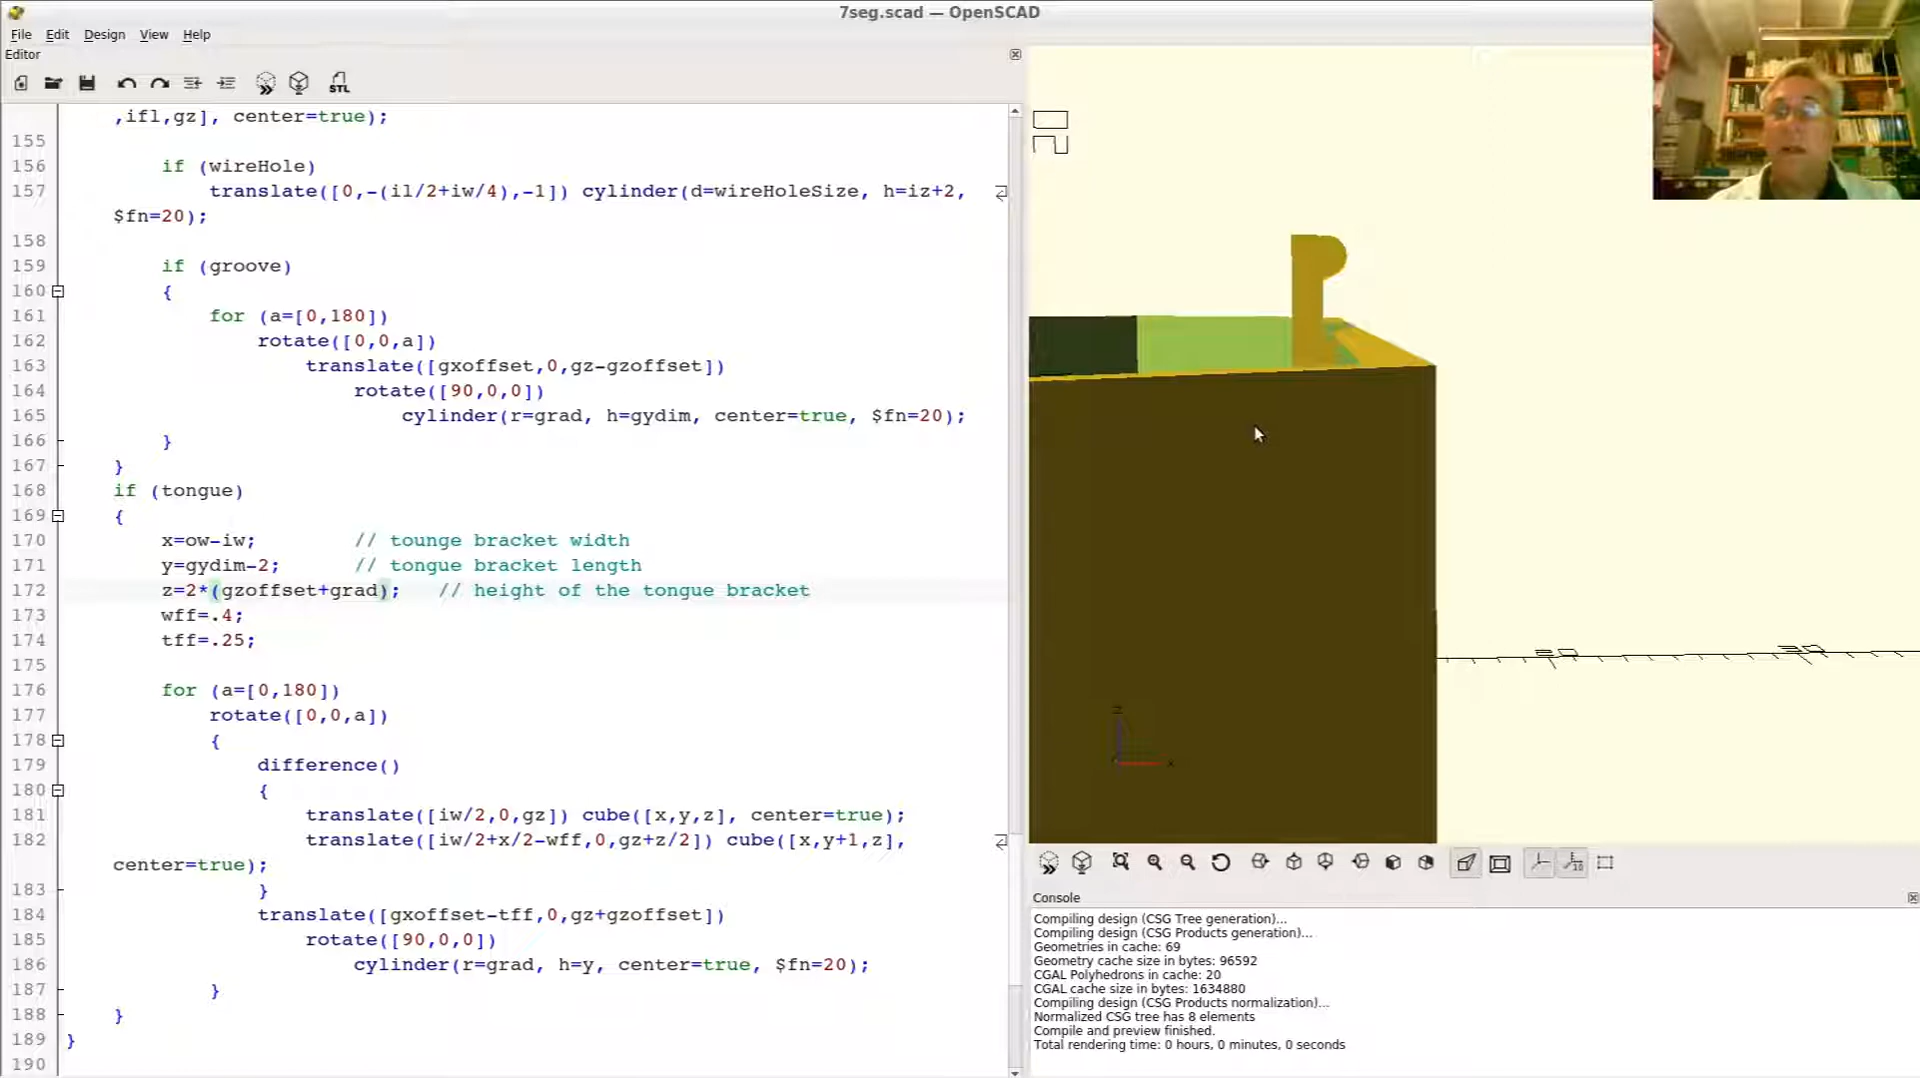 7seg.scad — OpenSCAD
File Edit Design View Help
Editor
STL
,ifl,gz], center=true);
155
156 if (wireHole)
157 translate([0,-(il/2+iw/4),-1]) cylinder(d=wireHoleSize, h=iz+2,
$fn=20);
158
159 if (groove)
160 {
161 for (a=[0,180])
162 rotate([0,0,a])
163 translate([gxoffset,0,gz-gzoffset])
164 rotate([90,0,0])
165 cylinder(r=grad, h=gydim, center=true, $fn=20);
166 }
167 }
168 if (tongue)
169 {
170 x=ow-iw; // tounge bracket width
171 y=gydim-2; // tongue bracket length
172 z=2*(gzoffset+grad); // height of the tongue bracket
173 wff=.4;
174 tff=.25;
175
176 for (a=[0,180])
177 rotate([0,0,a])
178 {
179 difference()
180 {
181 translate([iw/2,0,gz]) cube([x,y,z], center=true);
182 translate([iw/2+x/2-wff,0,gz+z/2]) cube([x,y+1,z],
center=true);
183 }
184 translate([gxoffset-tff,0,gz+gzoffset])
185 rotate([90,0,0])
186 cylinder(r=grad, h=y, center=true, $fn=20);
187 }
188 }
189 }
190
z
x
Console
Compiling design (CSG Tree generation)...
Compiling design (CSG Products generation)...
Geometries in cache: 69
Geometry cache size in bytes: 96592
CGAL Polyhedrons in cache: 20
CGAL cache size in bytes: 1634880
Compiling design (CSG Products normalization)...
Normalized CSG tree has 8 elements
Compile and preview finished.
Total rendering time: 0 hours, 0 minutes, 0 seconds